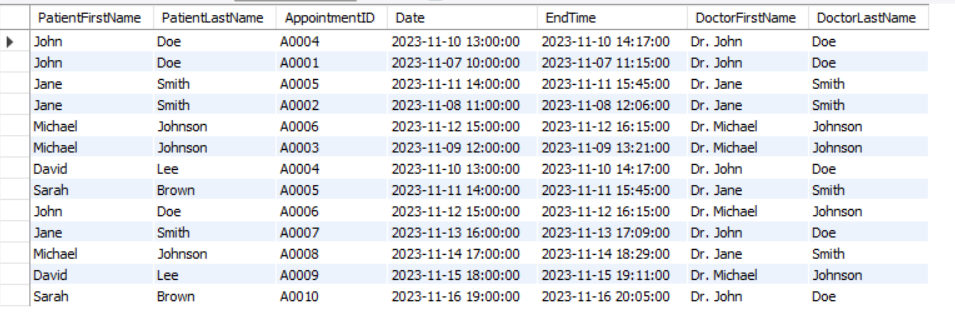 PatientFirstName PatientLastName AppointmentID Date EndTime DoctorFirstName DoctorLastName
John Doe A0004 2023-11-10 13:00:00 2023-11-10 14:17:00 Dr. John Doe
John Doe A0001 2023-11-07 10:00:00 2023-11-07 11:15:00 Dr. John Doe
Jane Smith A0005 2023-11-11 14:00:00 2023-11-11 15:45:00 Dr. Jane Smith
Jane Smith A0002 2023-11-08 11:00:00 2023-11-08 12:06:00 Dr. Jane Smith
Michael Johnson A0006 2023-11-12 15:00:00 2023-11-12 16:15:00 Dr. Michael Johnson
Michael Johnson A0003 2023-11-09 12:00:00 2023-11-09 13:21:00 Dr. Michael Johnson
David Lee A0004 2023-11-10 13:00:00 2023-11-10 14:17:00 Dr. John Doe
Sarah Brown A0005 2023-11-11 14:00:00 2023-11-11 15:45:00 Dr. Jane Smith
John Doe A0006 2023-11-12 15:00:00 2023-11-12 16:15:00 Dr. Michael Johnson
Jane Smith A0007 2023-11-13 16:00:00 2023-11-13 17:09:00 Dr. John Doe
Michael Johnson A0008 2023-11-14 17:00:00 2023-11-14 18:29:00 Dr. Jane Smith
David Lee A0009 2023-11-15 18:00:00 2023-11-15 19:11:00 Dr. Michael Johnson
Sarah Brown A0010 2023-11-16 19:00:00 2023-11-16 20:05:00 Dr. John Doe